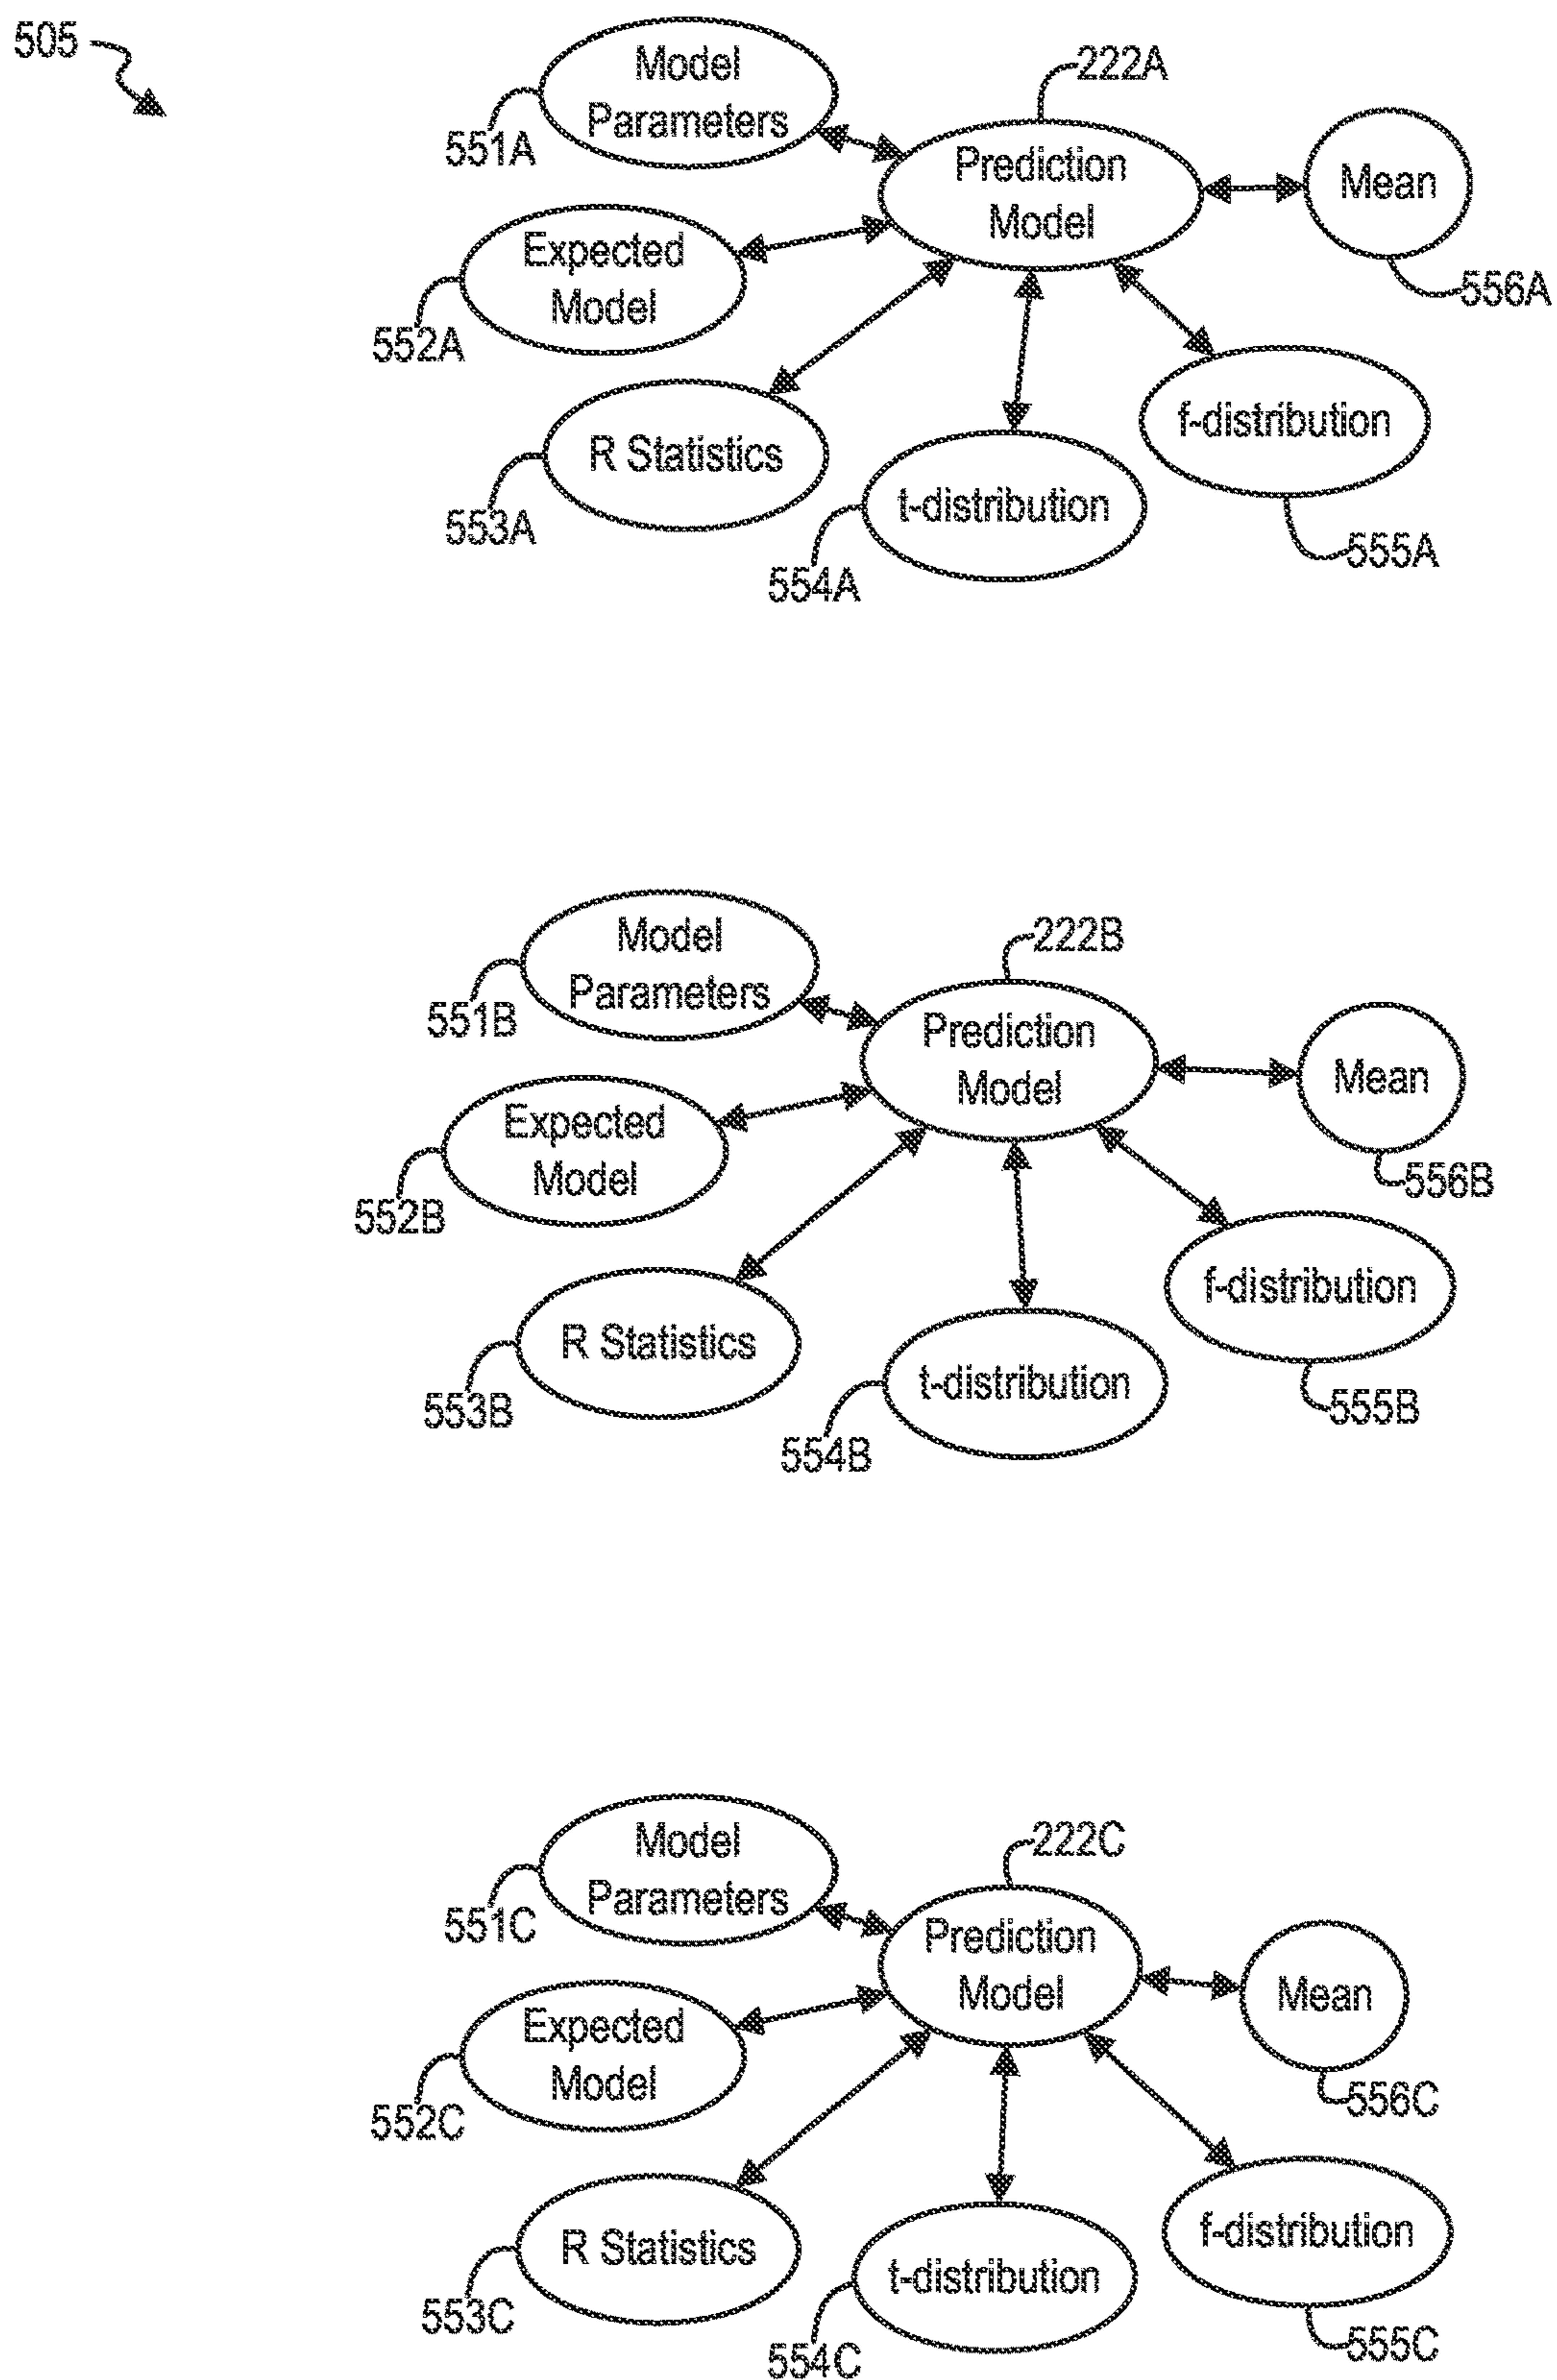 505
Model
Parameters
551A
222A
Prediction
Model
Mean
556A
Expected
Model
552A
R Statistics
553A
t-distribution
554A
f-distribution
555A
Model
Parameters
551B
222B
Prediction
Model
Mean
556B
Expected
Model
552B
R Statistics
553B
t-distribution
554B
f-distribution
555B
Model
Parameters
551C
222C
Prediction
Model
Mean
556C
Expected
Model
552C
R Statistics
553C
t-distribution
554C
f-distribution
555C